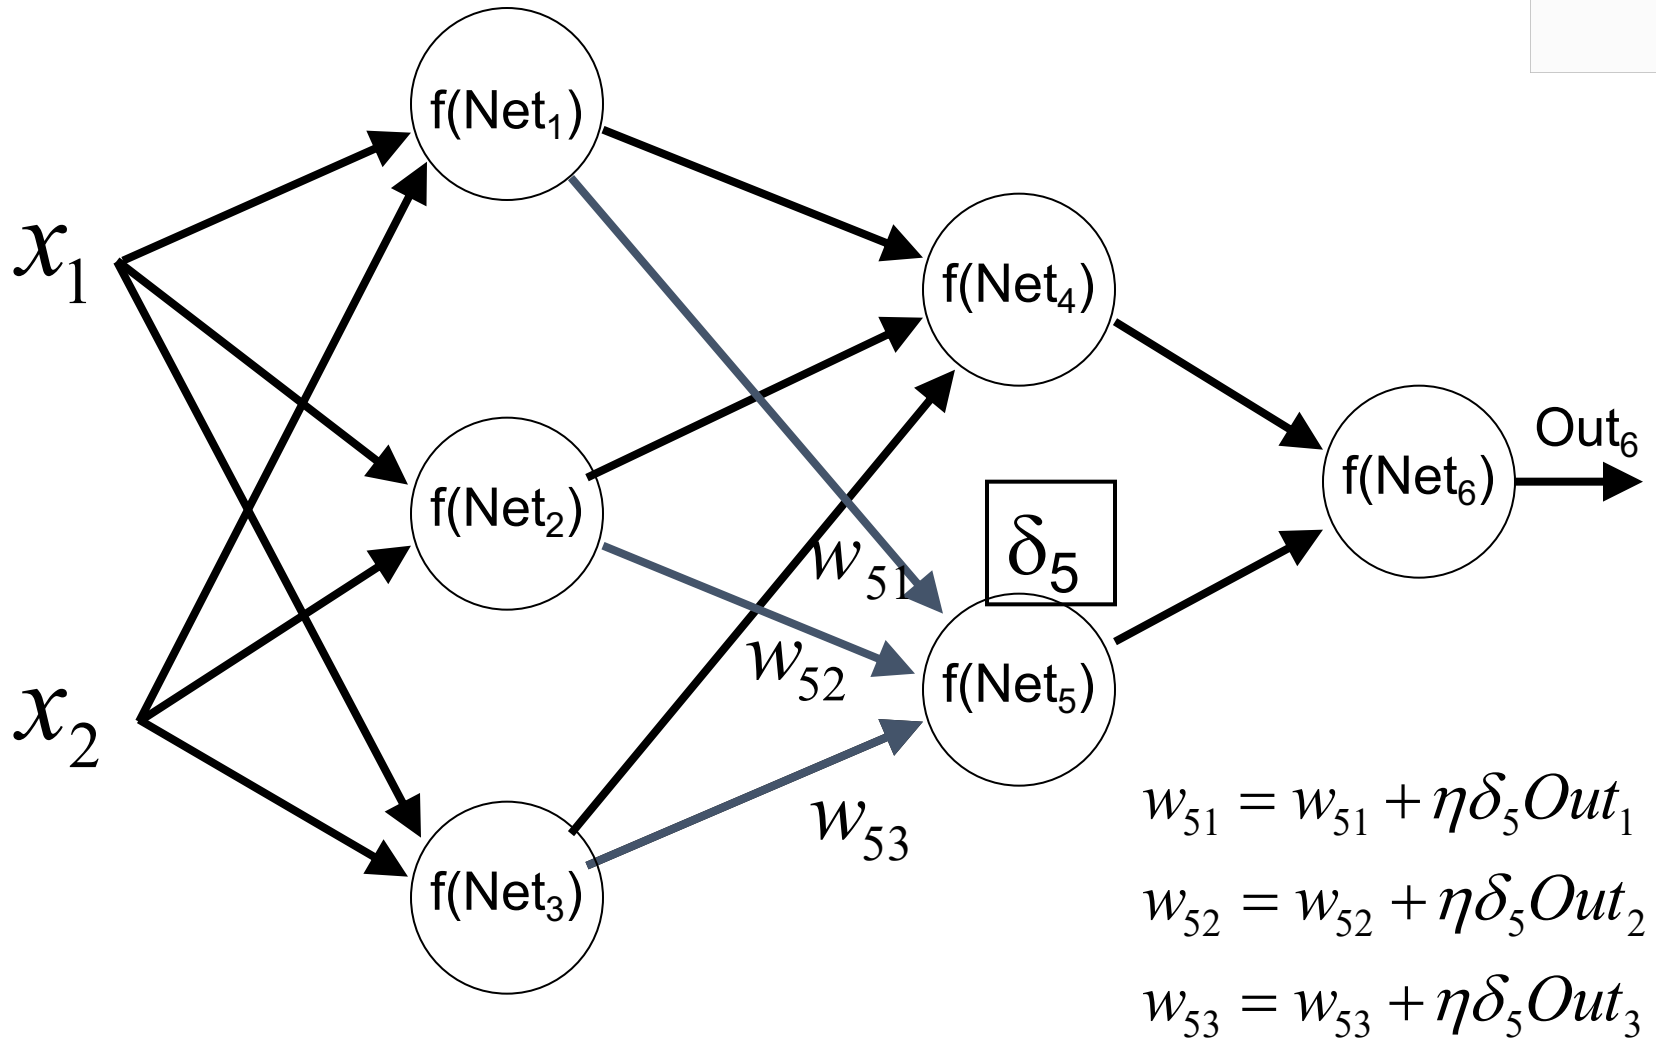 f(Net₁)
x₁
f(Net₄)
Out₆
f(Net₆)
f(Net₂)
δ₅
w₅₁
w₅₂
f(Net₅)
x₂
w₅₃
f(Net₃)
w₅₁ = w₅₁ + ηδ₅Out₁
w₅₂ = w₅₂ + ηδ₅Out₂
w₅₃ = w₅₃ + ηδ₅Out₃